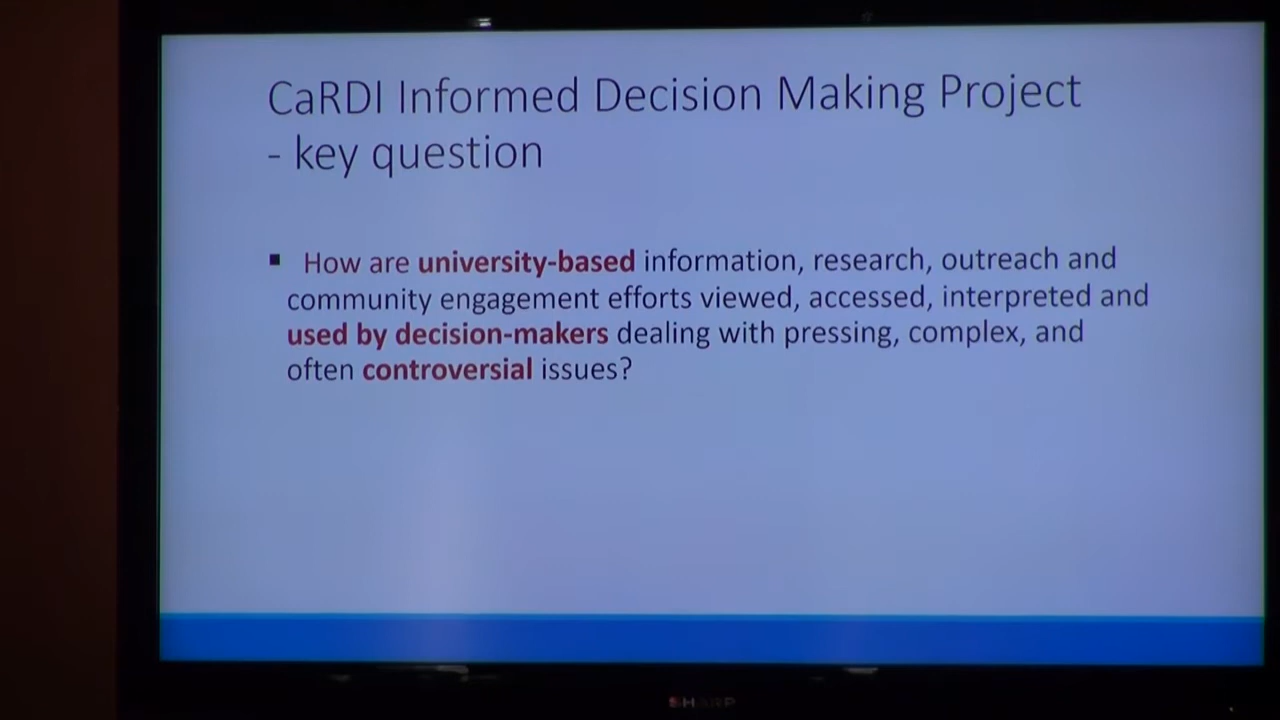 CaRDI Informed Decision Making Project
- key question
▪ How are university-based information, research, outreach and
community engagement efforts viewed, accessed, interpreted and
used by decision-makers dealing with pressing, complex, and
often controversial issues?
SHARP